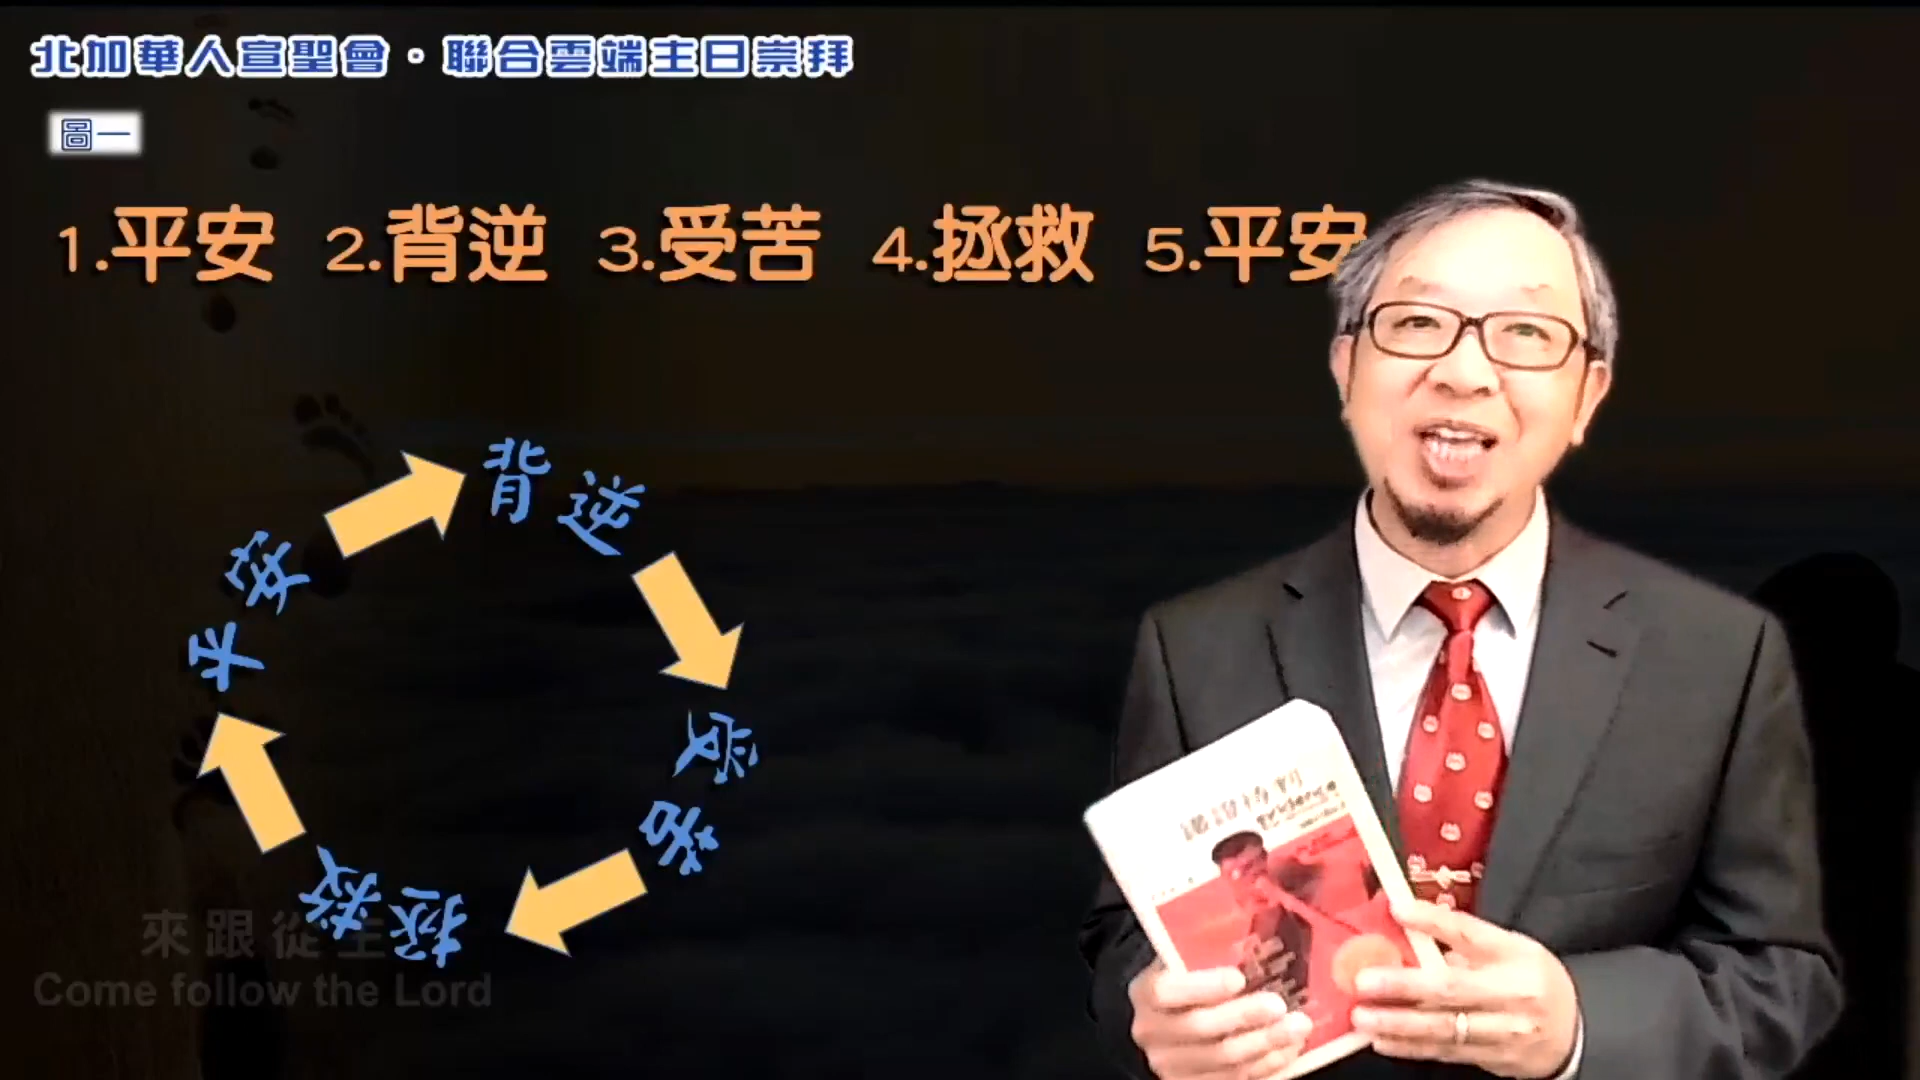 北加華人宣聖會・聯合雲端主日崇拜
圖一
1.平安 2.背逆 3.受苦 4.拯救 5.平安
背逆
平安
受苦
拯救
來跟從主
Come follow the Lord
evidence